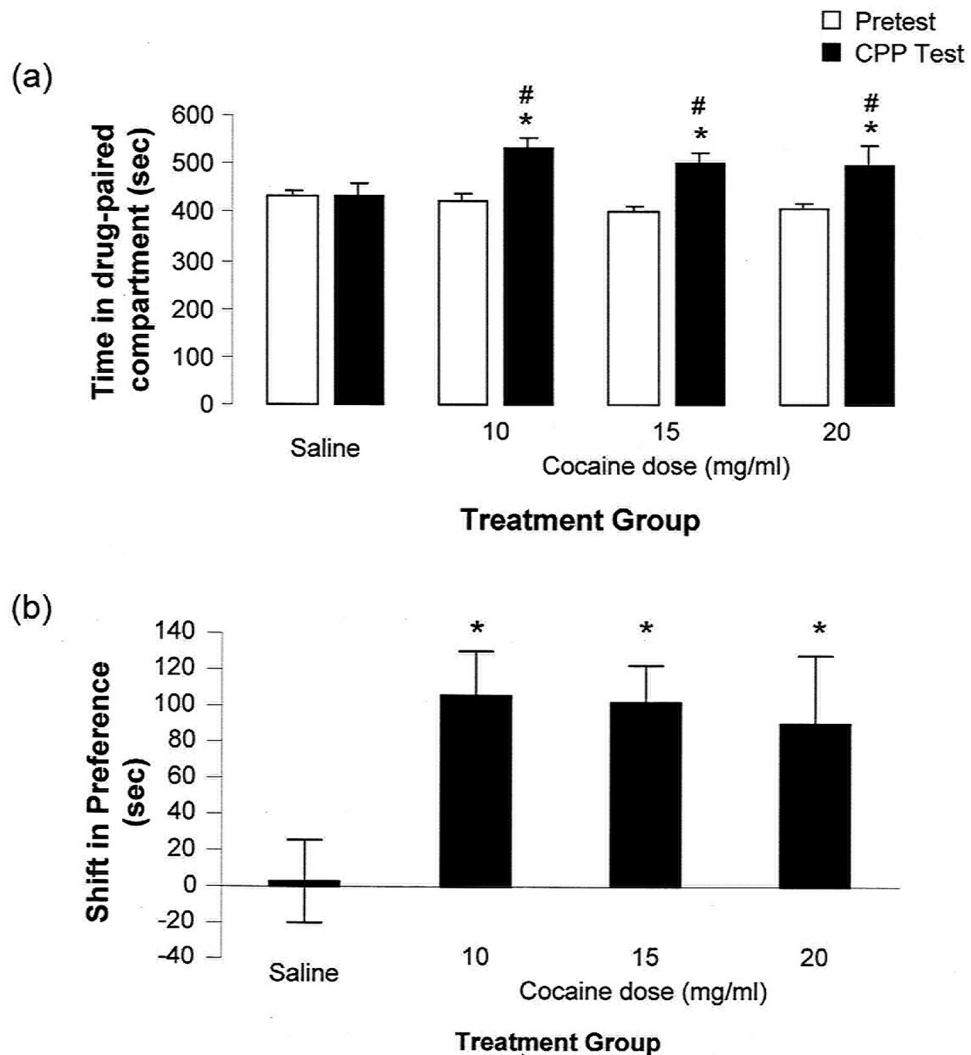 Pretest
CPP Test
(a)
Time in drug-paired
compartment (sec)
600
500
400
300
200
400
0
#
*
#
*
#
*
Saline
10
15
20
Cocaine dose (mg/ml)
Treatment Group
(b)
Shift in Preference
(sec)
140
120
100
80
60
40
20
0
-20
-40
*
*
*
Saline
10
15
20
Cocaine dose (mg/ml)
Treatment Group